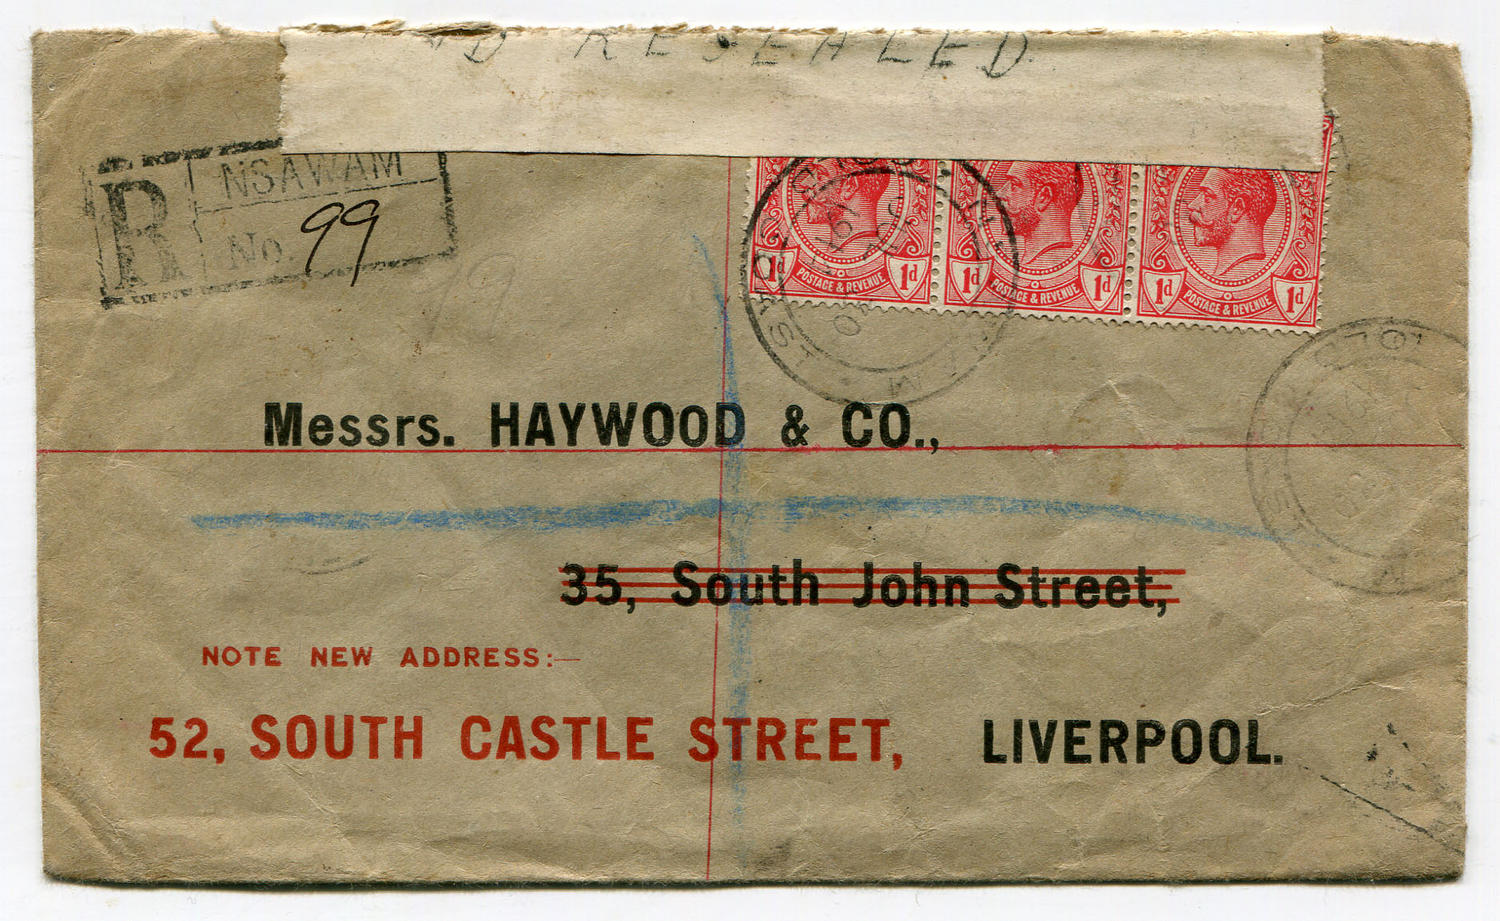 RESEALED
R
NSAWAM
No. 99
1d POSTAGE & REVENUE 1d
1d POSTAGE & REVENUE 1d
1d POSTAGE & REVENUE 1d
Messrs. HAYWOOD & CO.,
35, South John Street,
NOTE NEW ADDRESS:—
52, SOUTH CASTLE STREET, LIVERPOOL.